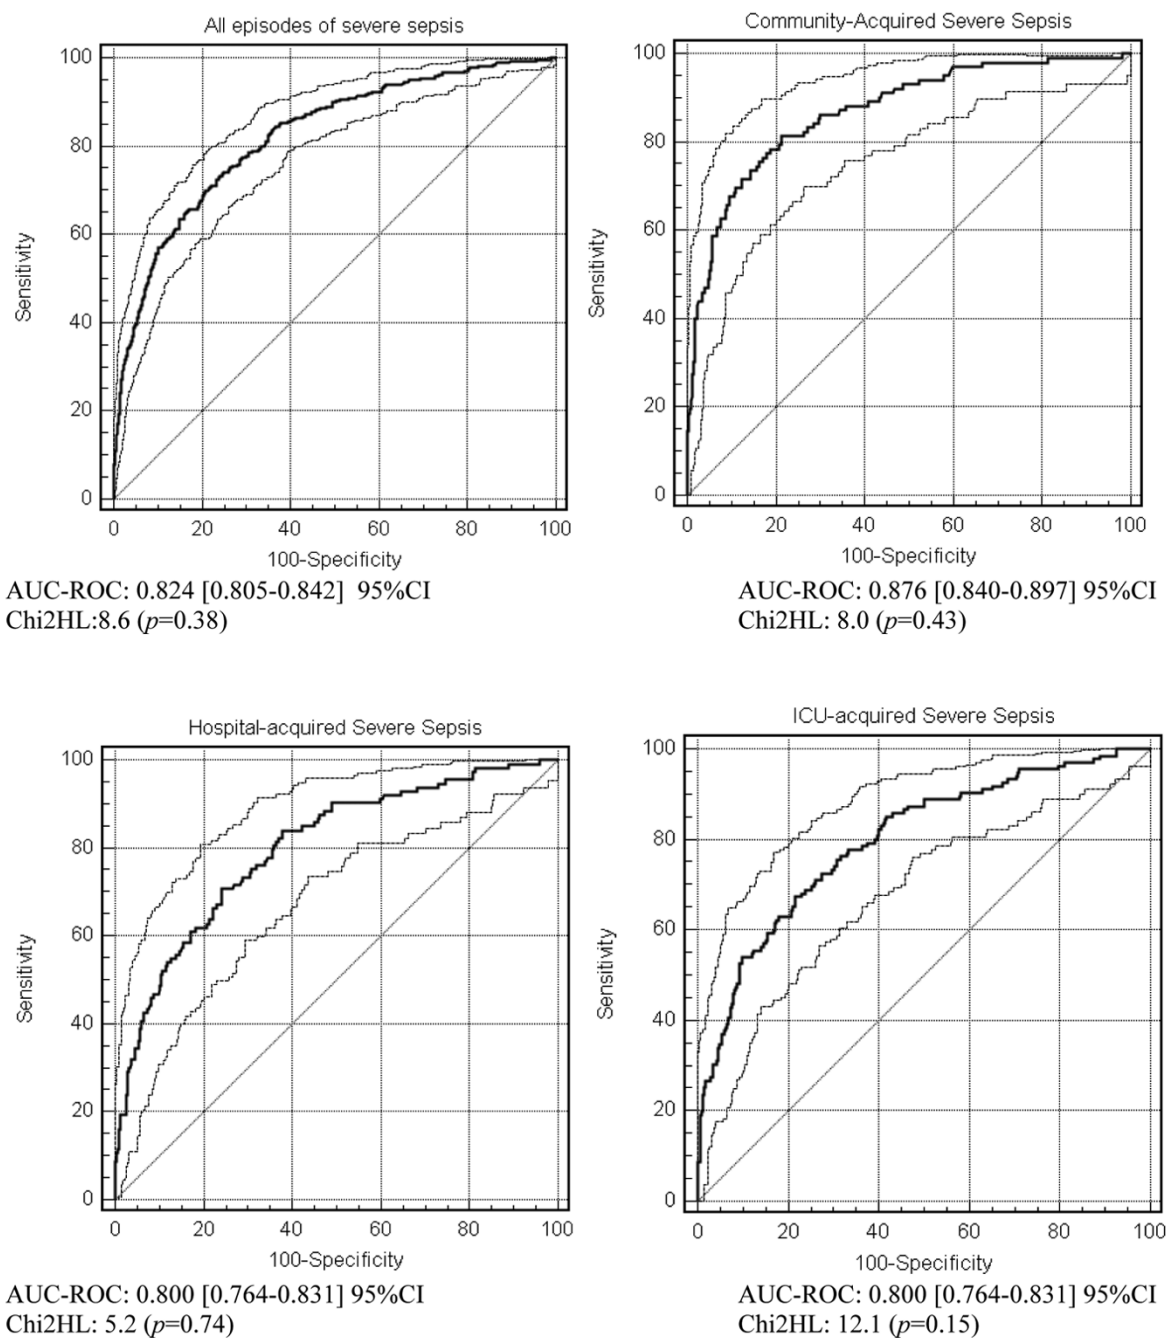 All episodes of severe sepsis
100
80
60
40
20
0
Sensitivity
0 20 40 60 80 100
100-Specificity
AUC-ROC: 0.824 [0.805-0.842] 95%CI
Chi2HL:8.6 (p=0.38)
Community-Acquired Severe Sepsis
100
80
60
40
20
0
Sensitivity
0 20 40 60 80 100
100-Specificity
AUC-ROC: 0.876 [0.840-0.897] 95%CI
Chi2HL: 8.0 (p=0.43)
Hospital-acquired Severe Sepsis
100
80
60
40
20
0
Sensitivity
0 20 40 60 80 100
100-Specificity
AUC-ROC: 0.800 [0.764-0.831] 95%CI
Chi2HL: 5.2 (p=0.74)
ICU-acquired Severe Sepsis
100
80
60
40
20
0
Sensitivity
0 20 40 60 80 100
100-Specificity
AUC-ROC: 0.800 [0.764-0.831] 95%CI
Chi2HL: 12.1 (p=0.15)